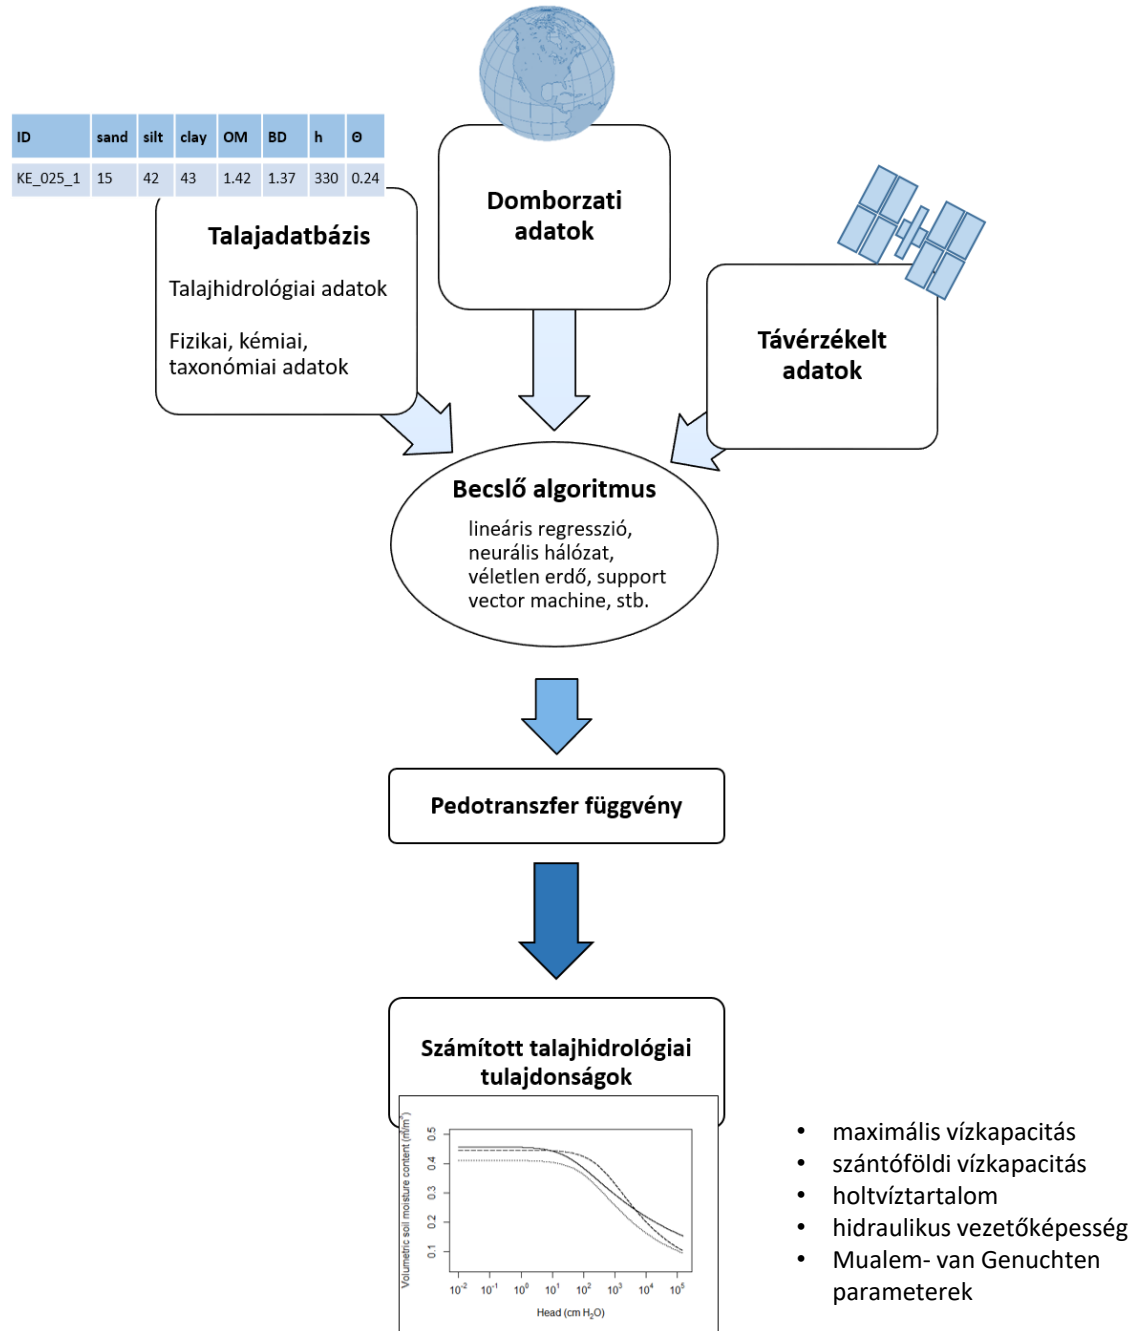 ID sand silt clay OM BD h Θ
KE_025_1 15 42 43 1.42 1.37 330 0.24
Talajadatbázis
Talajhidrológiai adatok
Fizikai, kémiai,
taxonómiai adatok
Domborzati
adatok
Távérzékelt
adatok
Becslő algoritmus
lineáris regresszió,
neurális hálózat,
véletlen erdő, support
vector machine, stb.
Pedotranszfer függvény
Számított talajhidrológiai
tulajdonságok
Volumetric soil moisture content (m³/m³)
0.5
0.4
0.3
0.2
0.1
10⁻² 10⁻¹ 10⁰ 10¹ 10² 10³ 10⁴ 10⁵
Head (cm H₂O)
• maximális vízkapacitás
• szántóföldi vízkapacitás
• holtvíztartalom
• hidraulikus vezetőképesség
• Mualem- van Genuchten
parameterek